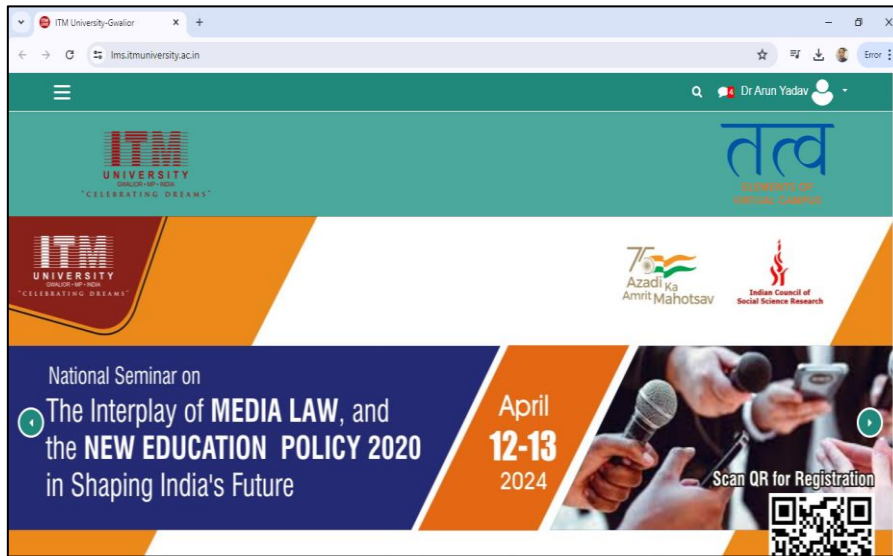 ITM University-Gwalior
lms.itmuniversity.ac.in
Error
4 Dr Arun Yadav
ITM
UNIVERSITY
GWALIOR • MP • INDIA
"CELEBRATING DREAMS"
तत्व
ELEMENTS OF
VIRTUAL CAMPUS
ITM
UNIVERSITY
GWALIOR • MP • INDIA
"CELEBRATING DREAMS"
75
Azadi Ka
Amrit Mahotsav
Indian Council of
Social Science Research
National Seminar on
The Interplay of MEDIA LAW, and
the NEW EDUCATION POLICY 2020
in Shaping India's Future
April
12-13
2024
Scan QR for Registration